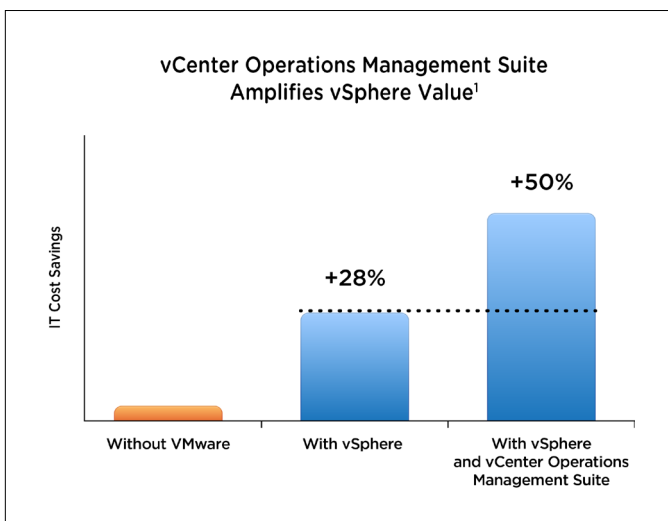 vCenter Operations Management Suite
Amplifies vSphere Value¹
+50%
+28%
IT Cost Savings
Without VMware
With vSphere
With vSphere
and vCenter Operations
Management Suite